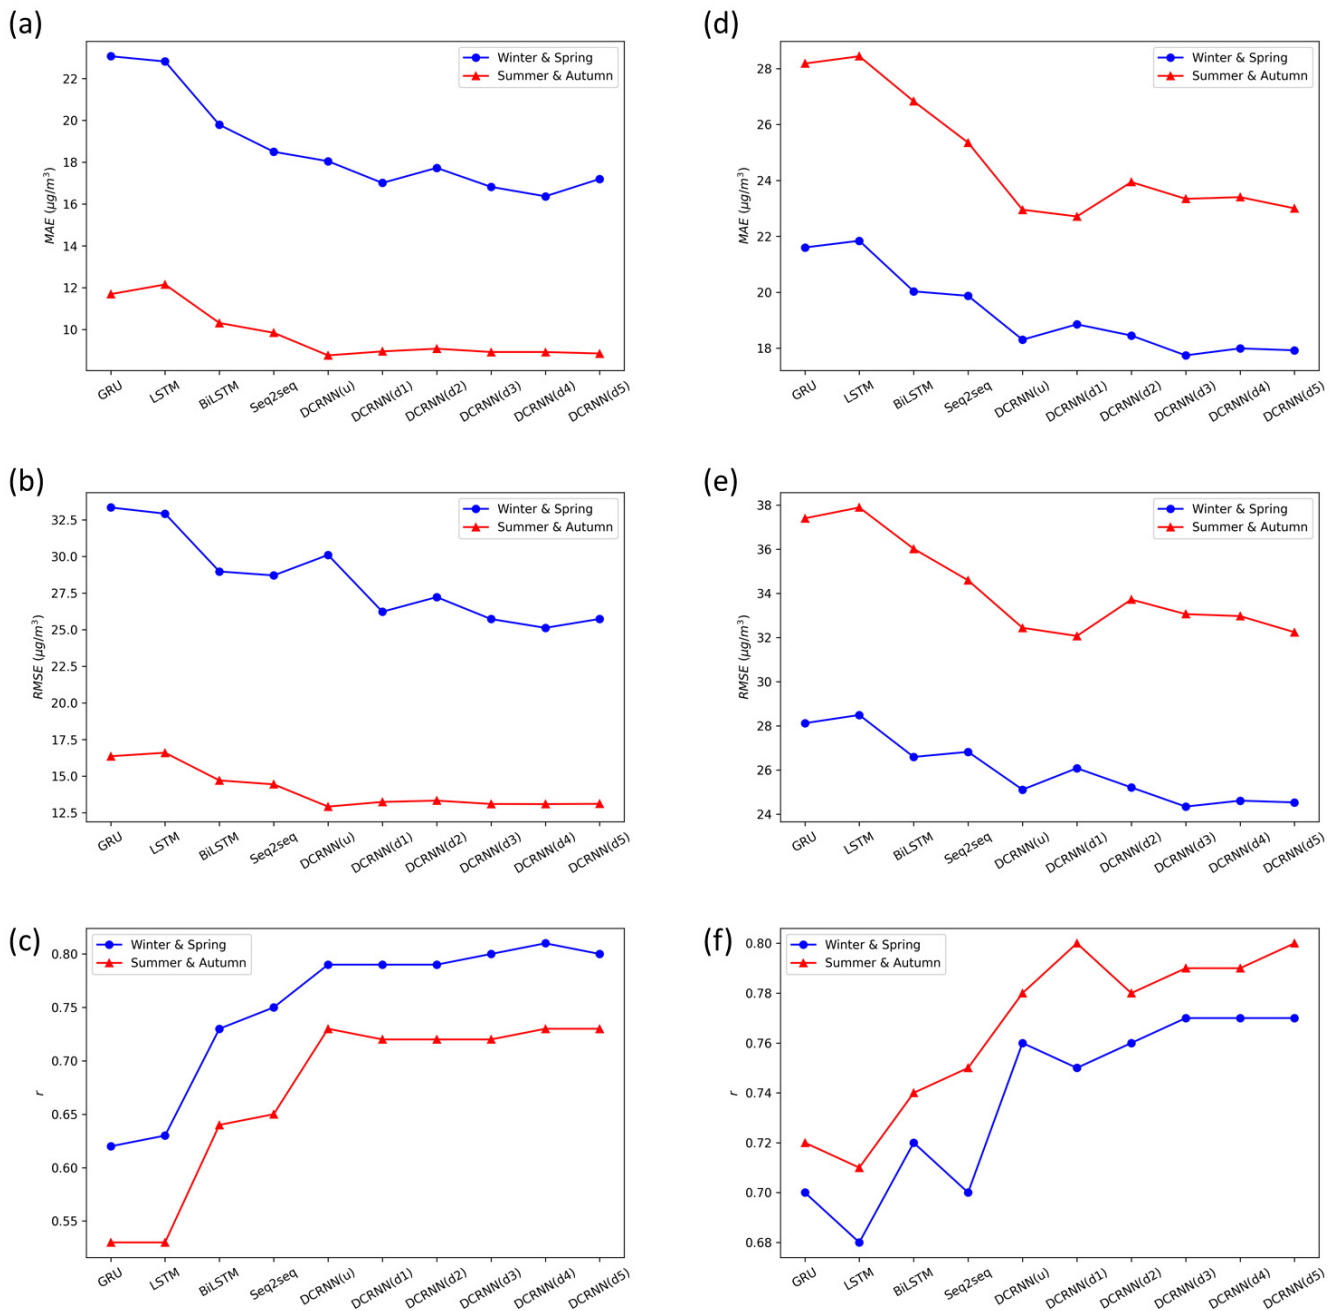 (a)
Winter & Spring
Summer & Autumn
22
20
18
16
14
12
10
MAE (μg/m³)
GRU
LSTM
BiLSTM
Seq2seq
DCRNN(u)
DCRNN(d1)
DCRNN(d2)
DCRNN(d3)
DCRNN(d4)
DCRNN(d5)
(d)
Winter & Spring
Summer & Autumn
28
26
24
22
20
18
MAE (μg/m³)
GRU
LSTM
BiLSTM
Seq2seq
DCRNN(u)
DCRNN(d1)
DCRNN(d2)
DCRNN(d3)
DCRNN(d4)
DCRNN(d5)
(b)
Winter & Spring
Summer & Autumn
32.5
30.0
27.5
25.0
22.5
20.0
17.5
15.0
12.5
RMSE (μg/m³)
GRU
LSTM
BiLSTM
Seq2seq
DCRNN(u)
DCRNN(d1)
DCRNN(d2)
DCRNN(d3)
DCRNN(d4)
DCRNN(d5)
(e)
Winter & Spring
Summer & Autumn
38
36
34
32
30
28
26
24
RMSE (μg/m³)
GRU
LSTM
BiLSTM
Seq2seq
DCRNN(u)
DCRNN(d1)
DCRNN(d2)
DCRNN(d3)
DCRNN(d4)
DCRNN(d5)
(c)
Winter & Spring
Summer & Autumn
0.80
0.75
0.70
0.65
0.60
0.55
r
GRU
LSTM
BiLSTM
Seq2seq
DCRNN(u)
DCRNN(d1)
DCRNN(d2)
DCRNN(d3)
DCRNN(d4)
DCRNN(d5)
(f)
Winter & Spring
Summer & Autumn
0.80
0.78
0.76
0.74
0.72
0.70
0.68
r
GRU
LSTM
BiLSTM
Seq2seq
DCRNN(u)
DCRNN(d1)
DCRNN(d2)
DCRNN(d3)
DCRNN(d4)
DCRNN(d5)